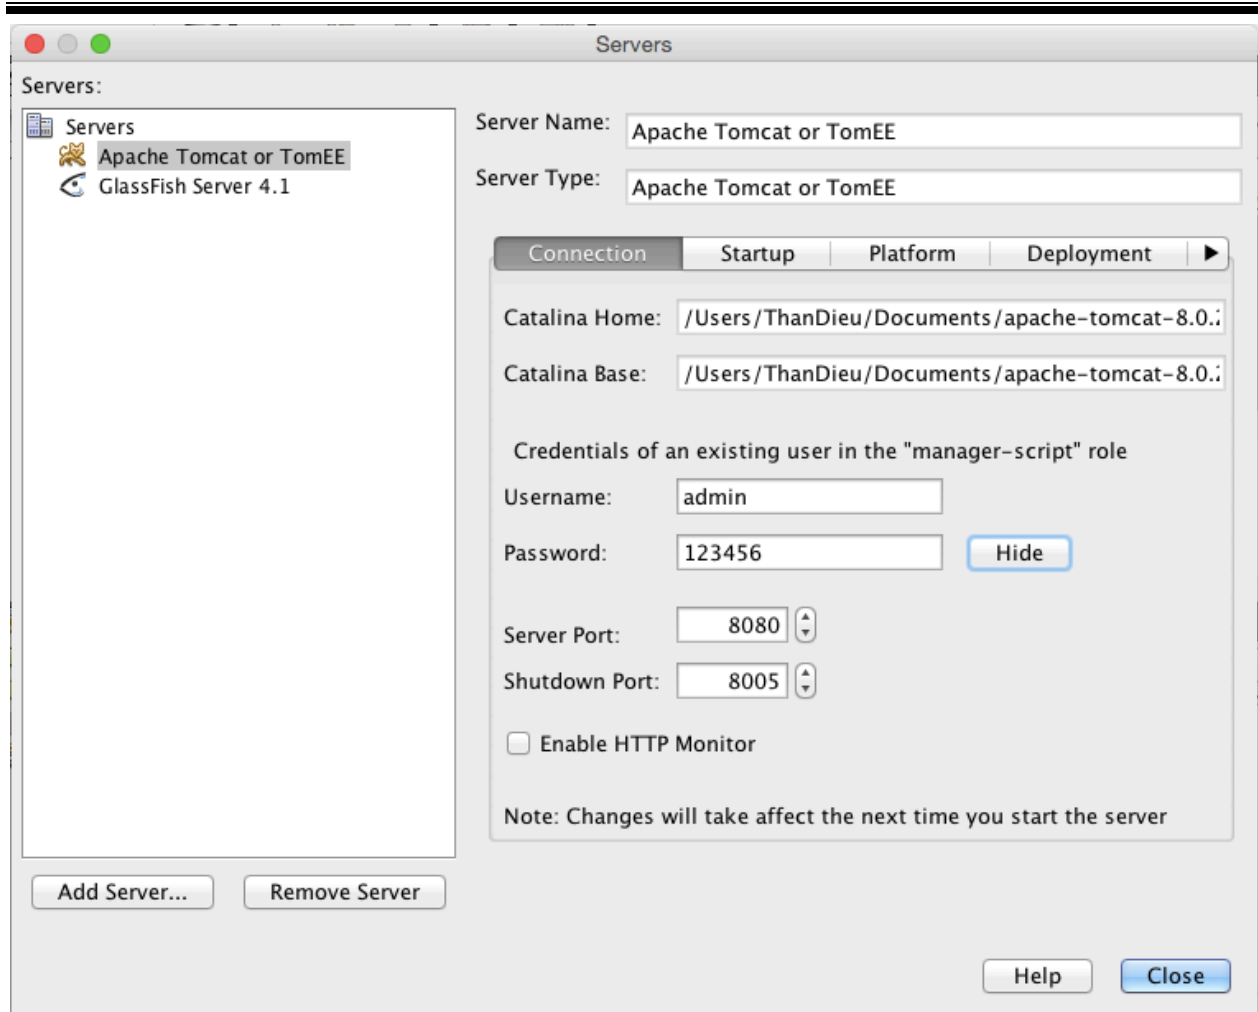 Servers
Servers:
Servers
Apache Tomcat or TomEE
GlassFish Server 4.1
Server Name: Apache Tomcat or TomEE
Server Type: Apache Tomcat or TomEE
Connection Startup Platform Deployment
Catalina Home: /Users/ThanDieu/Documents/apache-tomcat-8.0.
Catalina Base: /Users/ThanDieu/Documents/apache-tomcat-8.0.
Credentials of an existing user in the "manager-script" role
Username: admin
Password: 123456 Hide
Server Port: 8080
Shutdown Port: 8005
Enable HTTP Monitor
Note: Changes will take affect the next time you start the server
Add Server... Remove Server
Help Close